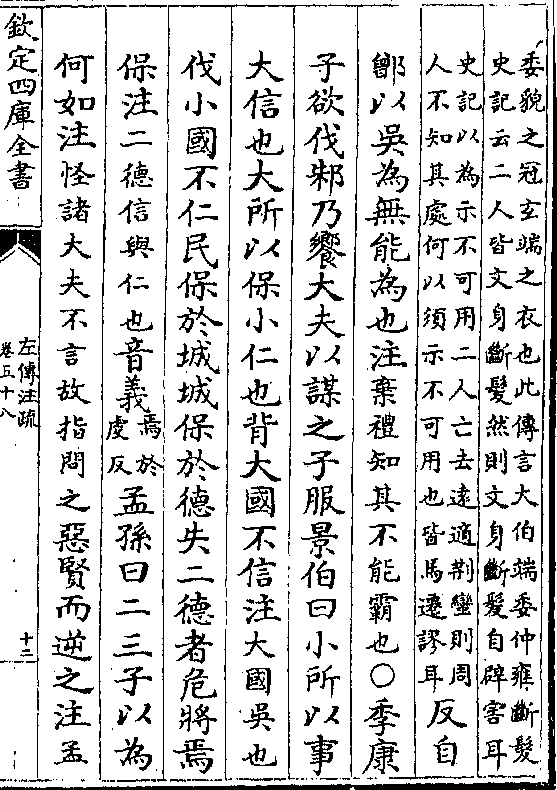 委貌之冠玄端之衣也此傳言大伯端委仲雍斷髮
史記云二人皆文身斷髮然則文身斷髮自辟害耳
史記以為示不可用二人亡去遠適荆蠻則周
人不知其處何以須示不可用也皆馬遷謬耳
反自
鄫以吳為無能為也注棄禮知其不能霸也○季康
子欲伐邾乃饗大夫以謀之子服景伯曰小所以事
大信也大所以保小仁也背大國不信注大國吳也
伐小國不仁民保於城城保於德失二德者危將焉
保注二德信與仁也音義
焉於
䖍反
孟孫曰二三子以為
何如注怪諸大夫不言故指問之惡賢而逆之注孟
欽定四庫全書
左傳注疏
卷五十八
十二